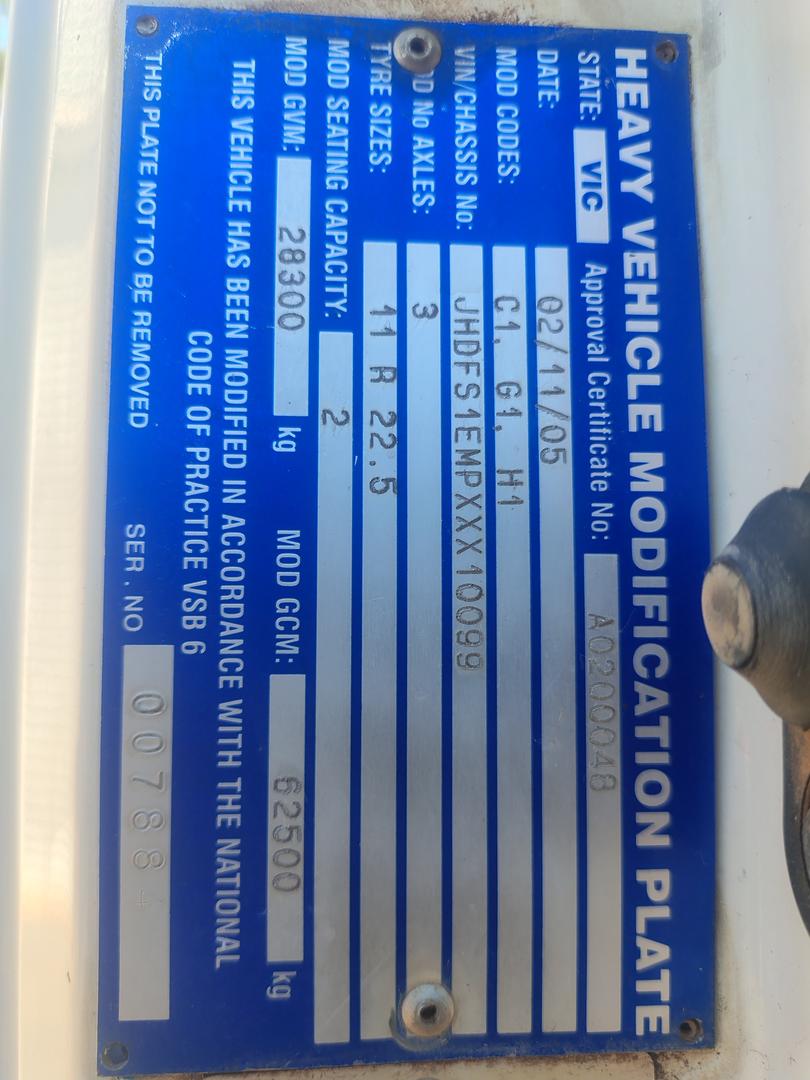 HEAVY VEHICLE MODIFICATION PLATE
STATE: VIC Approval Certificate No: A0200048
DATE: 02/11/05
MOD CODES: C1, G1, H1
VIN/CHASSIS No: JHDFS1EMPXXX10099
No AXLES: 3
TYRE SIZES: 11 R 22.5
MOD SEATING CAPACITY: 2
MOD GVM: 28300 kg MOD GCM: 62500 kg
THIS VEHICLE HAS BEEN MODIFIED IN ACCORDANCE WITH THE NATIONAL
CODE OF PRACTICE VSB 6
THIS PLATE NOT TO BE REMOVED SER. NO 00788